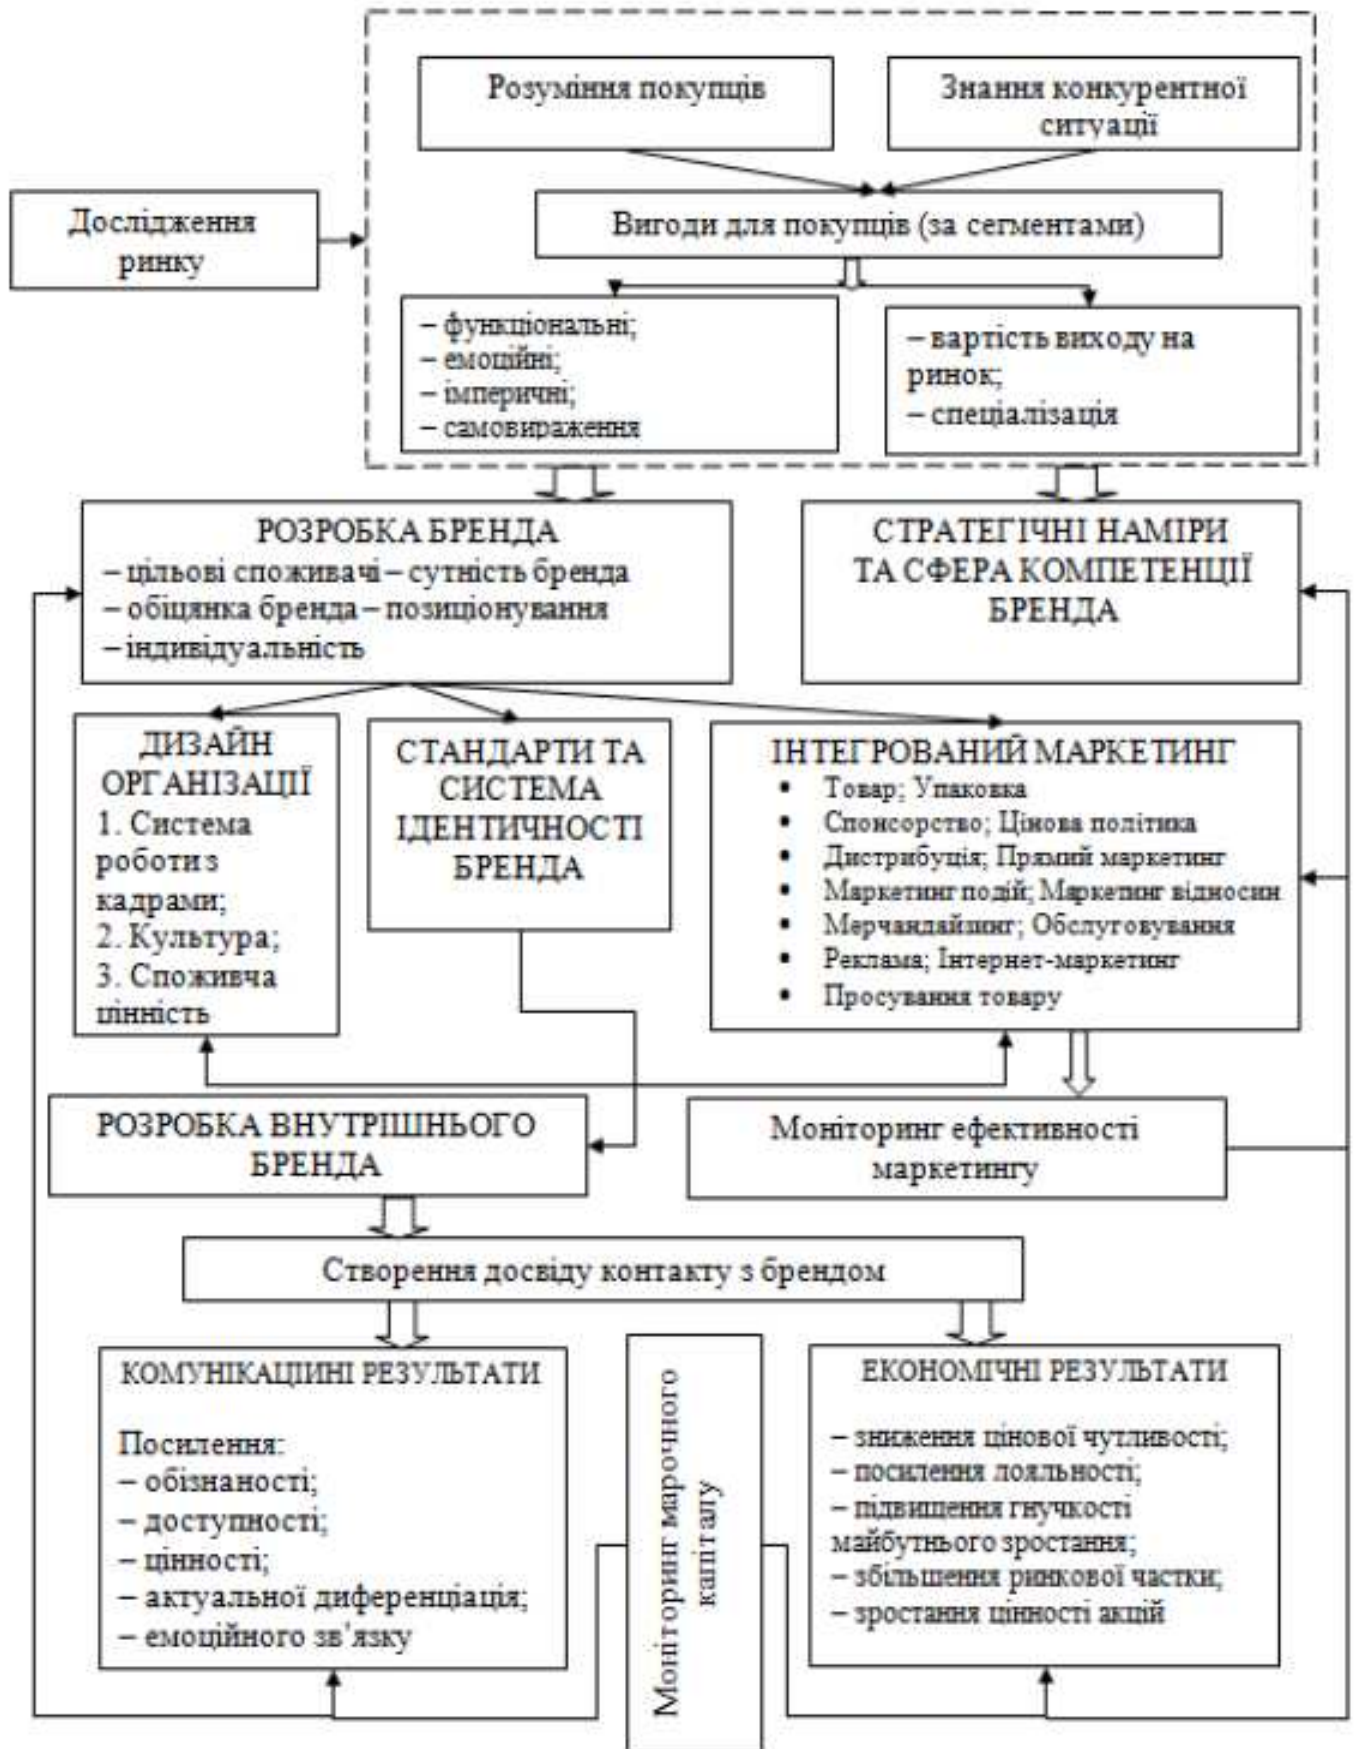 Розуміння покупців
Знання конкурентної
ситуації
Дослідження
ринку
Вигоди для покупців (за сегментами)
– функціональні;
– емоційні;
– імперичні;
– самовираження
– вартість виходу на
ринок;
– спеціалізація
РОЗРОБКА БРЕНДА
– цільові споживачі – сутність бренда
– обіцянка бренда – позиціонування
– індивідуальність
СТРАТЕГІЧНІ НАМІРИ
ТА СФЕРА КОМПЕТЕНЦІЇ
БРЕНДА
ДИЗАЙН
ОРГАНІЗАЦІЇ
1. Система
роботи з
кадрами;
2. Культура;
3. Споживча
цінність
СТАНДАРТИ ТА
СИСТЕМА
ІДЕНТИЧНОСТІ
БРЕНДА
ІНТЕГРОВАНИЙ МАРКЕТИНГ
• Товар; Упаковка
• Спонсорство; Цінова політика
• Дистрибуція; Прямий маркетинг
• Маркетинг подій; Маркетинг відносин
• Мерчандайзинг; Обслуговування
• Реклама; Інтернет-маркетинг
• Просування товару
РОЗРОБКА ВНУТРІШНЬОГО
БРЕНДА
Моніторинг ефективності
маркетингу
Створення досвіду контакту з брендом
КОМУНІКАЦІЙНІ РЕЗУЛЬТАТИ
Посилення:
– обізнаності;
– доступності;
– цінності;
– актуальної диференціація;
– емоційного зв’язку
Моніторинг марочного
капіталу
ЕКОНОМІЧНІ РЕЗУЛЬТАТИ
– зниження цінової чутливості;
– посилення лояльності;
– підвищення гнучкості
майбутнього зростання;
– збільшення ринкової частки;
– зростання цінності акцій